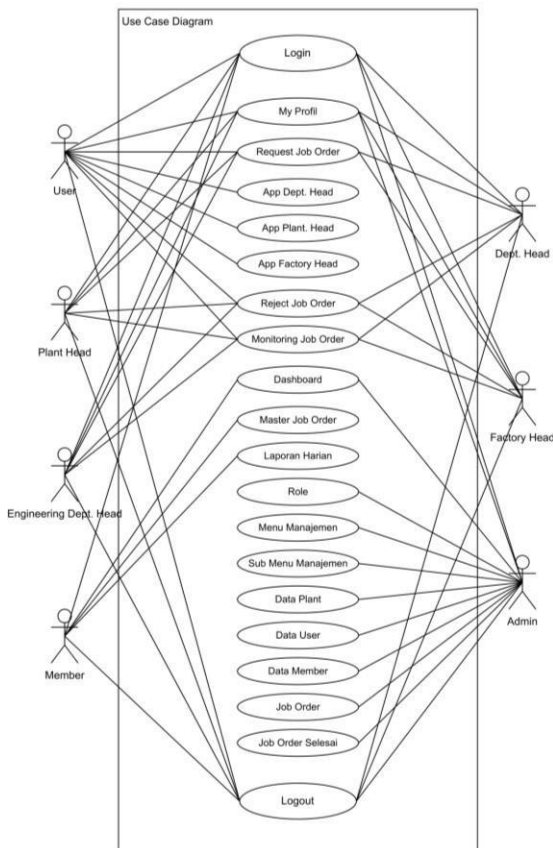 Use Case Diagram
Login
My Profil
Request Job Order
User
App Dept. Head
App Plant. Head
Dept. Head
App Factory Head
Reject Job Order
Monitoring Job Order
Plant Head
Dashboard
Master Job Order
Factory Head
Laporan Harian
Role
Engineering Dept. Head
Menu Manajemen
Sub Menu Manajemen
Data Plant
Admin
Data User
Data Member
Member
Job Order
Job Order Selesai
Logout